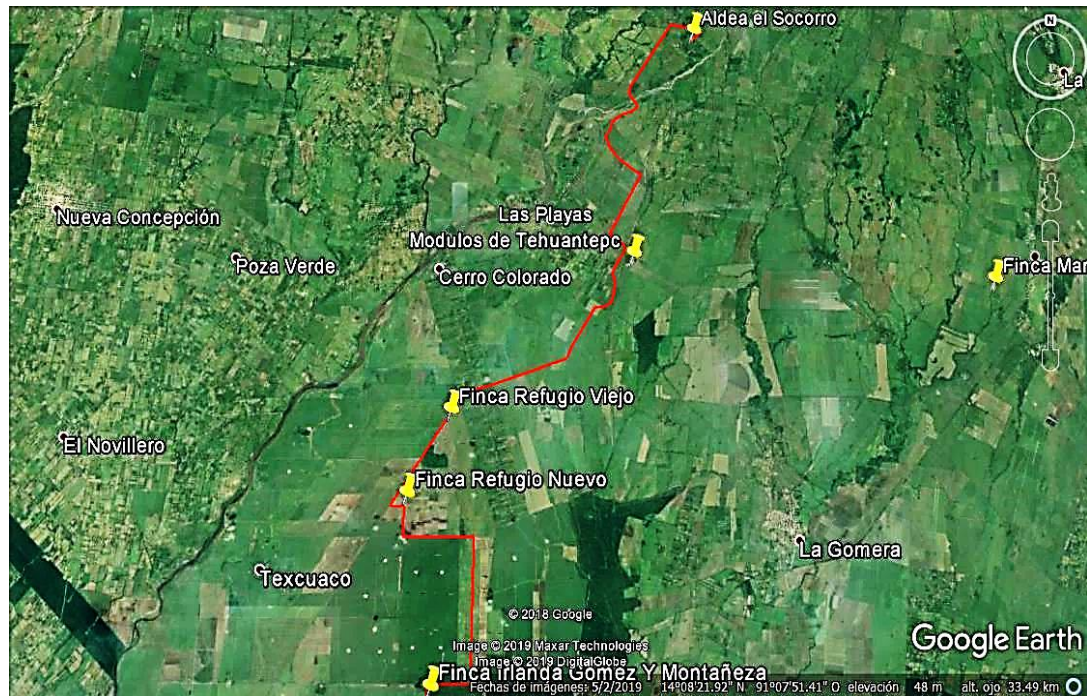 Aldea el Socorro
N
La
Nueva Concepción
Las Playas
Modulos de Tehuantepc
Poza Verde
Cerro Colorado
Finca Mar
Finca Refugio Viejo
El Novillero
Finca Refugio Nuevo
La Gomera
Texcuaco
© 2018 Google
Image © 2019 Maxar Technologies
Image © 2019 DigitalGlobe
Google Earth
Finca Irlanda Gomez Y Montañeza
Fechas de imágenes: 5/2/2019 14°08'21.92" N 91°07'51.41" O elevación 48 m alt. ojo 33.49 km